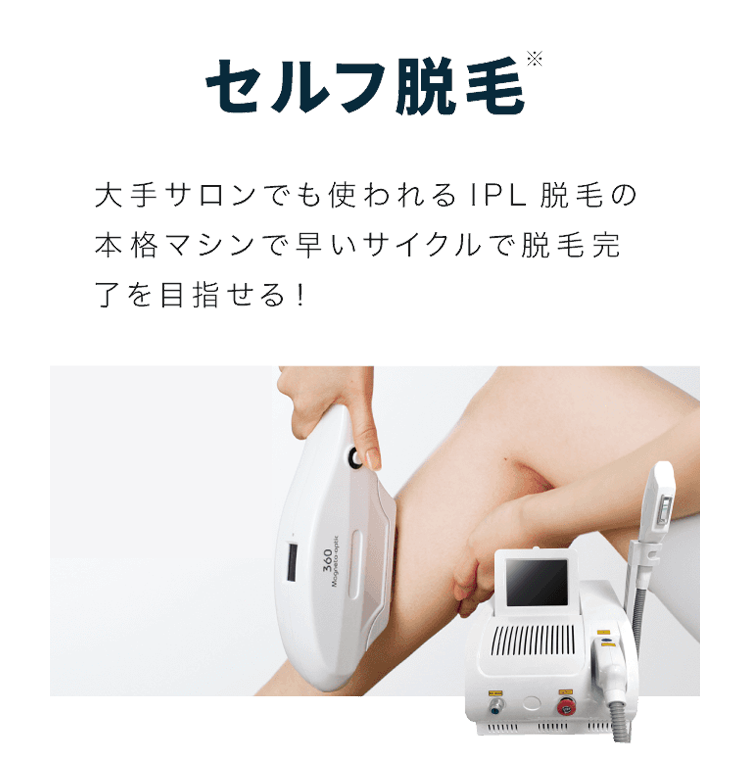 セルフ脱毛※
大手サロンでも使われるIPL脱毛の
本格マシンで早いサイクルで脱毛完
了を目指せる!
360
Magneto-optic